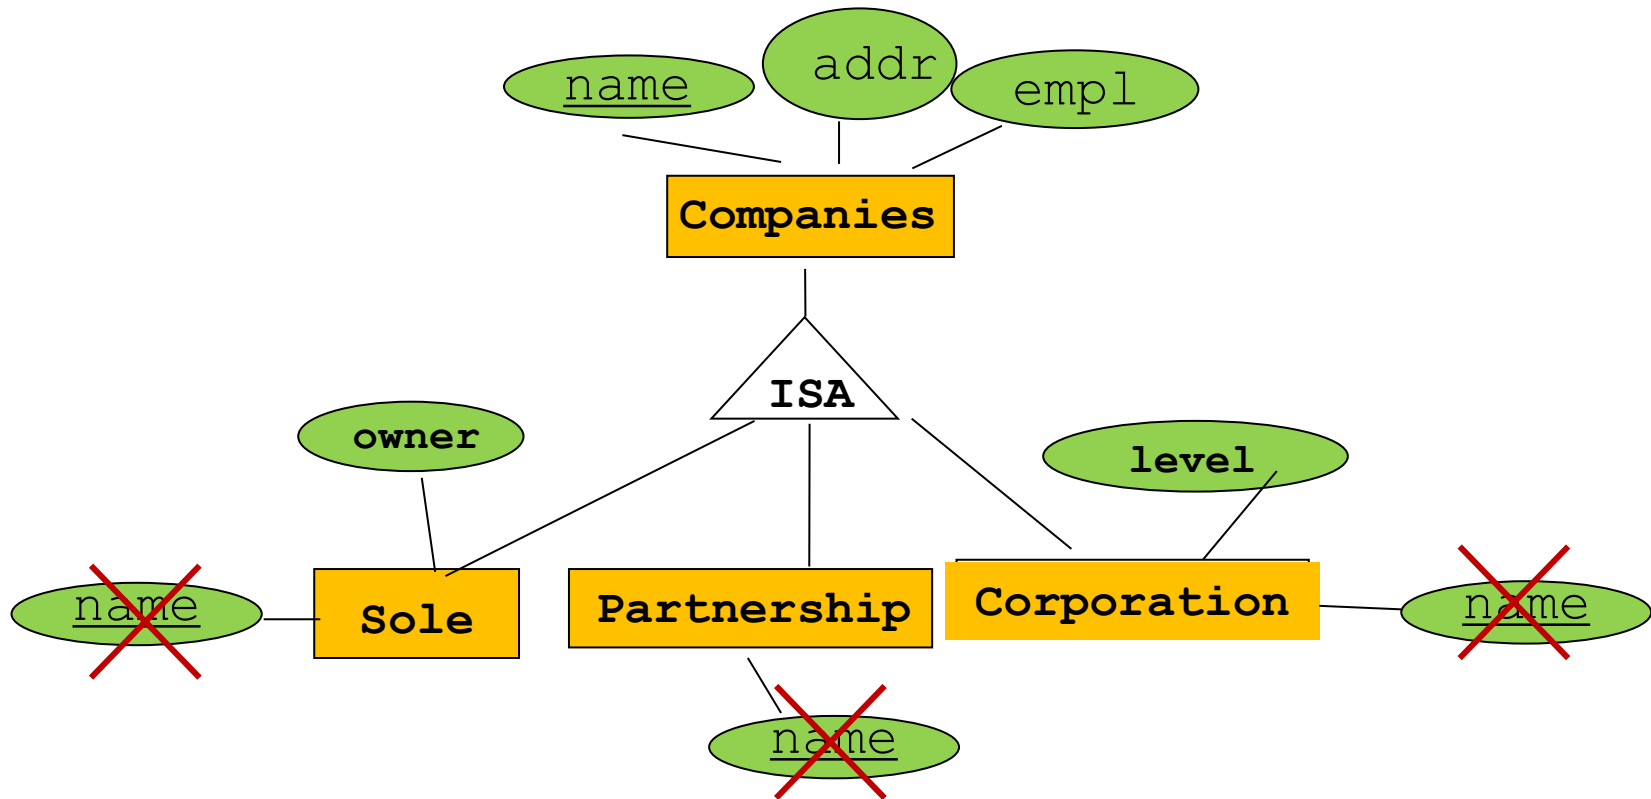 name
addr
empl
Companies
ISA
owner
level
name
Sole
Partnership
Corporation
name
name